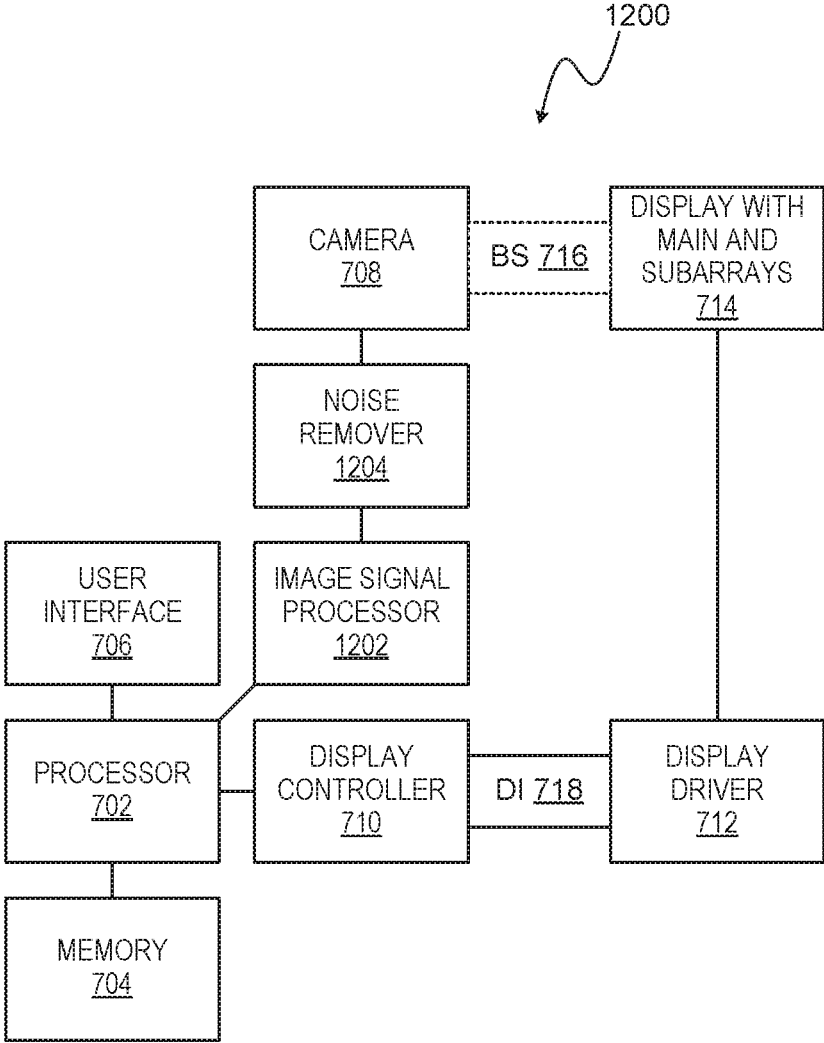 1200
CAMERA
708
BS 716
DISPLAY WITH
MAIN AND
SUBARRAYS
714
NOISE
REMOVER
1204
USER
INTERFACE
706
IMAGE SIGNAL
PROCESSOR
1202
PROCESSOR
702
DISPLAY
CONTROLLER
710
DI 718
DISPLAY
DRIVER
712
MEMORY
704